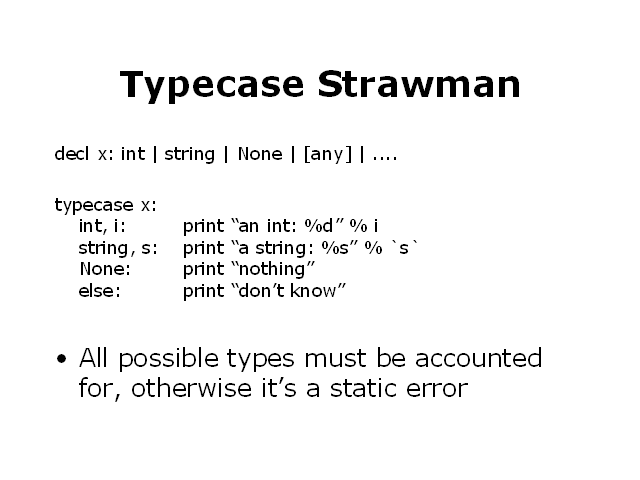 Typecase Strawman
decl x: int | string | None | [any] | ....
typecase x:
int, i: print “an int: %d” % i
string, s: print “a string: %s” % `s`
None: print “nothing”
else: print “don’t know”
• All possible types must be accounted
for, otherwise it’s a static error